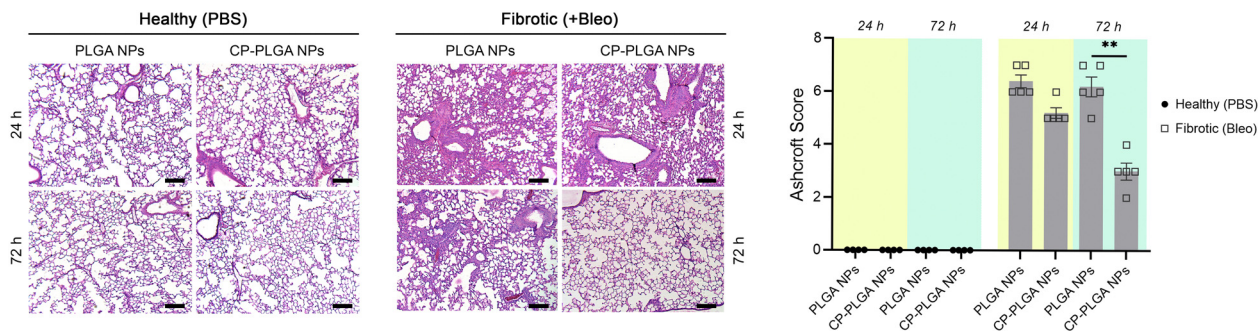 Healthy (PBS)
PLGA NPs
CP-PLGA NPs
24 h
72 h
Fibrotic (+Bleo)
PLGA NPs
CP-PLGA NPs
24 h
72 h
24 h
72 h
24 h
72 h
**
Ashcroft Score
8
6
4
2
0
PLGA NPs
CP-PLGA NPs
PLGA NPs
CP-PLGA NPs
PLGA NPs
CP-PLGA NPs
PLGA NPs
CP-PLGA NPs
Healthy (PBS)
Fibrotic (Bleo)